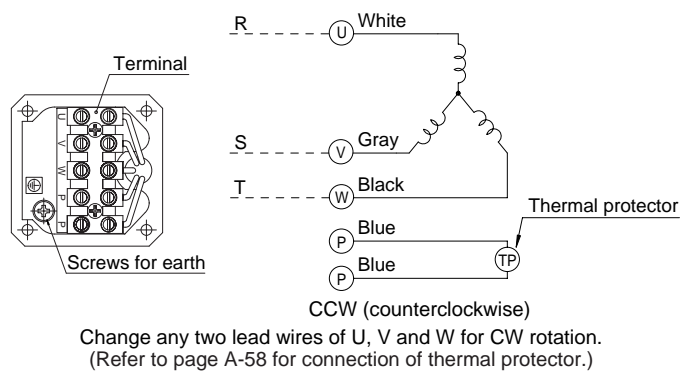 R
U
White
Terminal
U
V
W
P
P
S
V
Gray
T
W
Black
P
Blue
Thermal protector
TP
P
Blue
Screws for earth
CCW (counterclockwise)
Change any two lead wires of U, V and W for CW rotation.
(Refer to page A-58 for connection of thermal protector.)